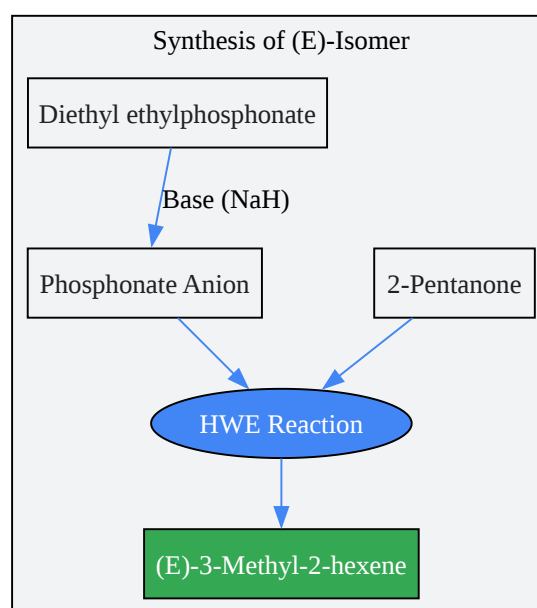 Synthesis of (E)-Isomer
Diethyl ethylphosphonate
Base (NaH)
Phosphonate Anion
2-Pentanone
HWE Reaction
(E)-3-Methyl-2-hexene